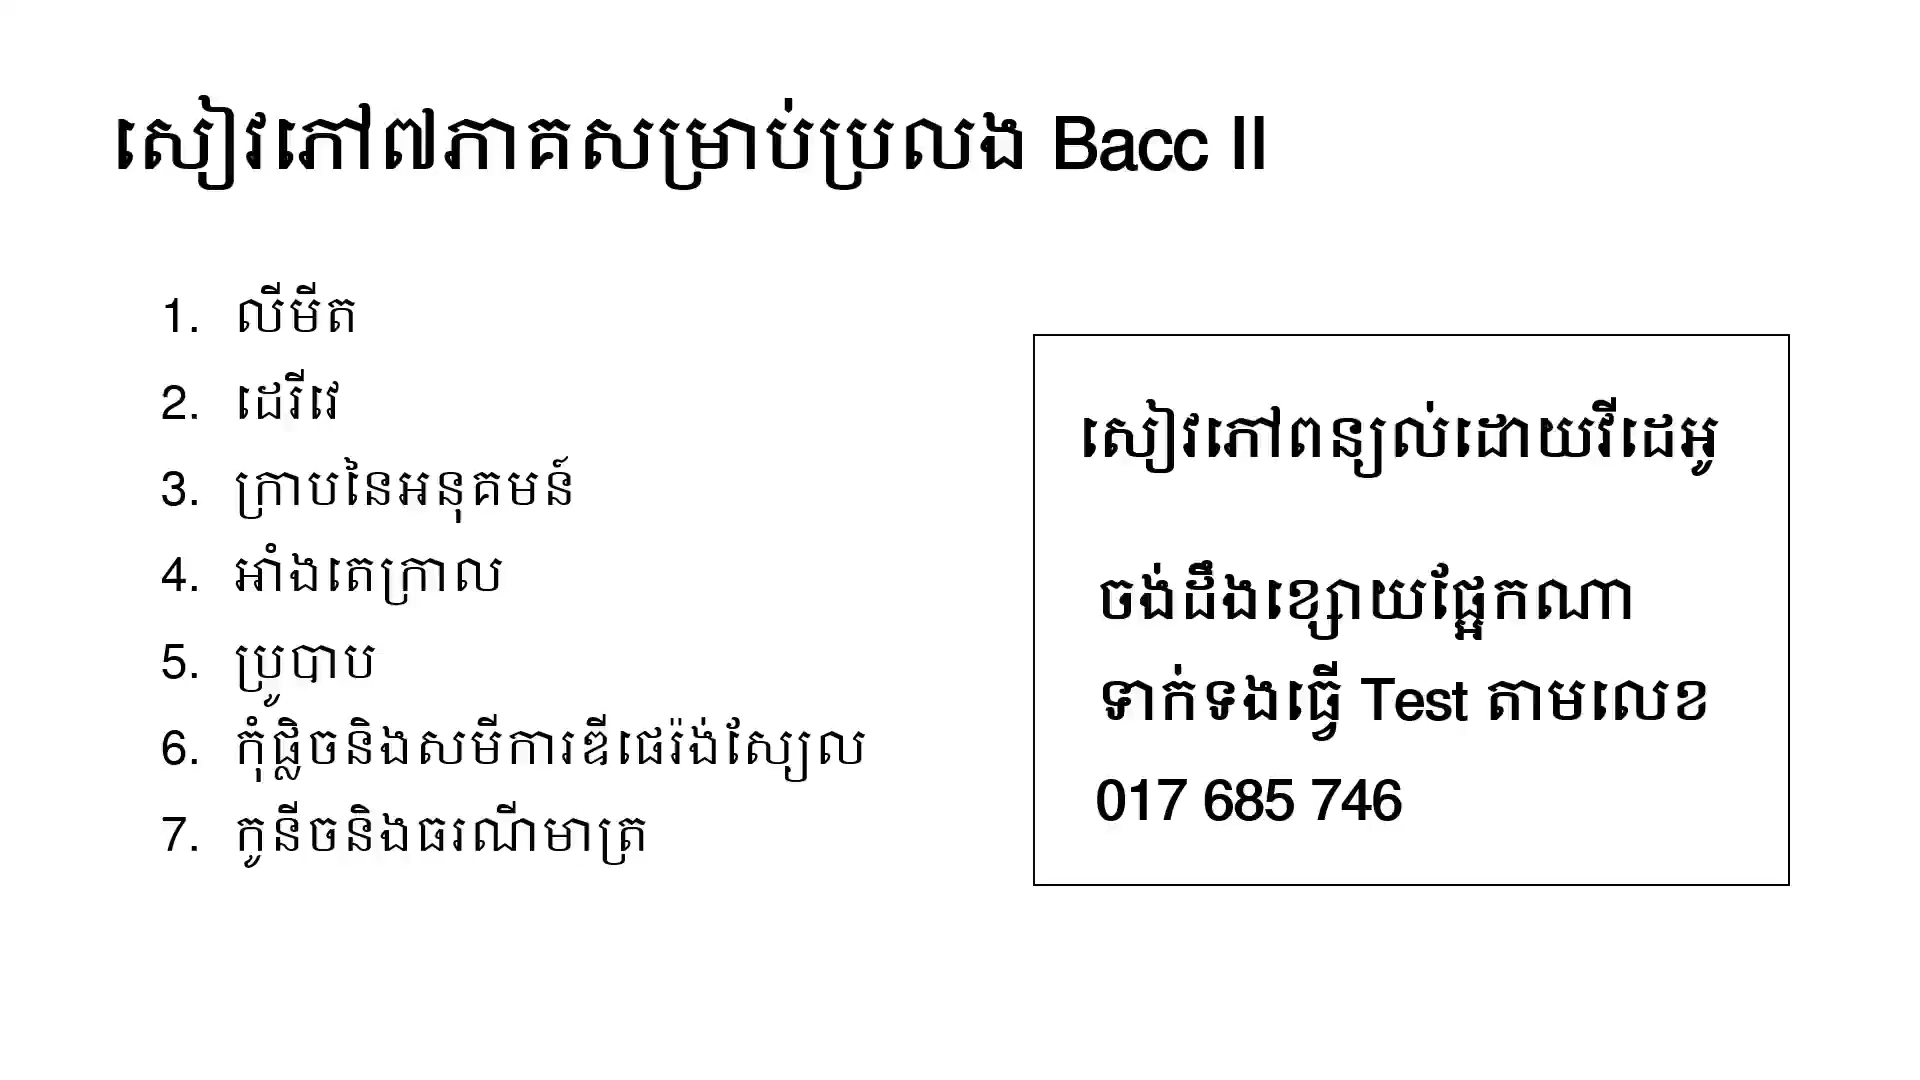 សៀវភៅ៧ភាគសម្រាប់ប្រលង Bacc II
1. លីមីត
2. ដេរីវេ
3. ក្រាបនៃអនុគមន៍
4. អាំងតេក្រាល
5. ប្រូបាប
6. កុំផ្លិចនិងសមីការឌីផេរ៉ង់ស្យែល
7. កូនីចនិងធរណីមាត្រ
សៀវភៅពន្យល់ដោយវីដេអូ
ចង់ដឹងខ្សោយផ្អែកណា
ទាក់ទងធ្វើ Test តាមលេខ
017 685 746